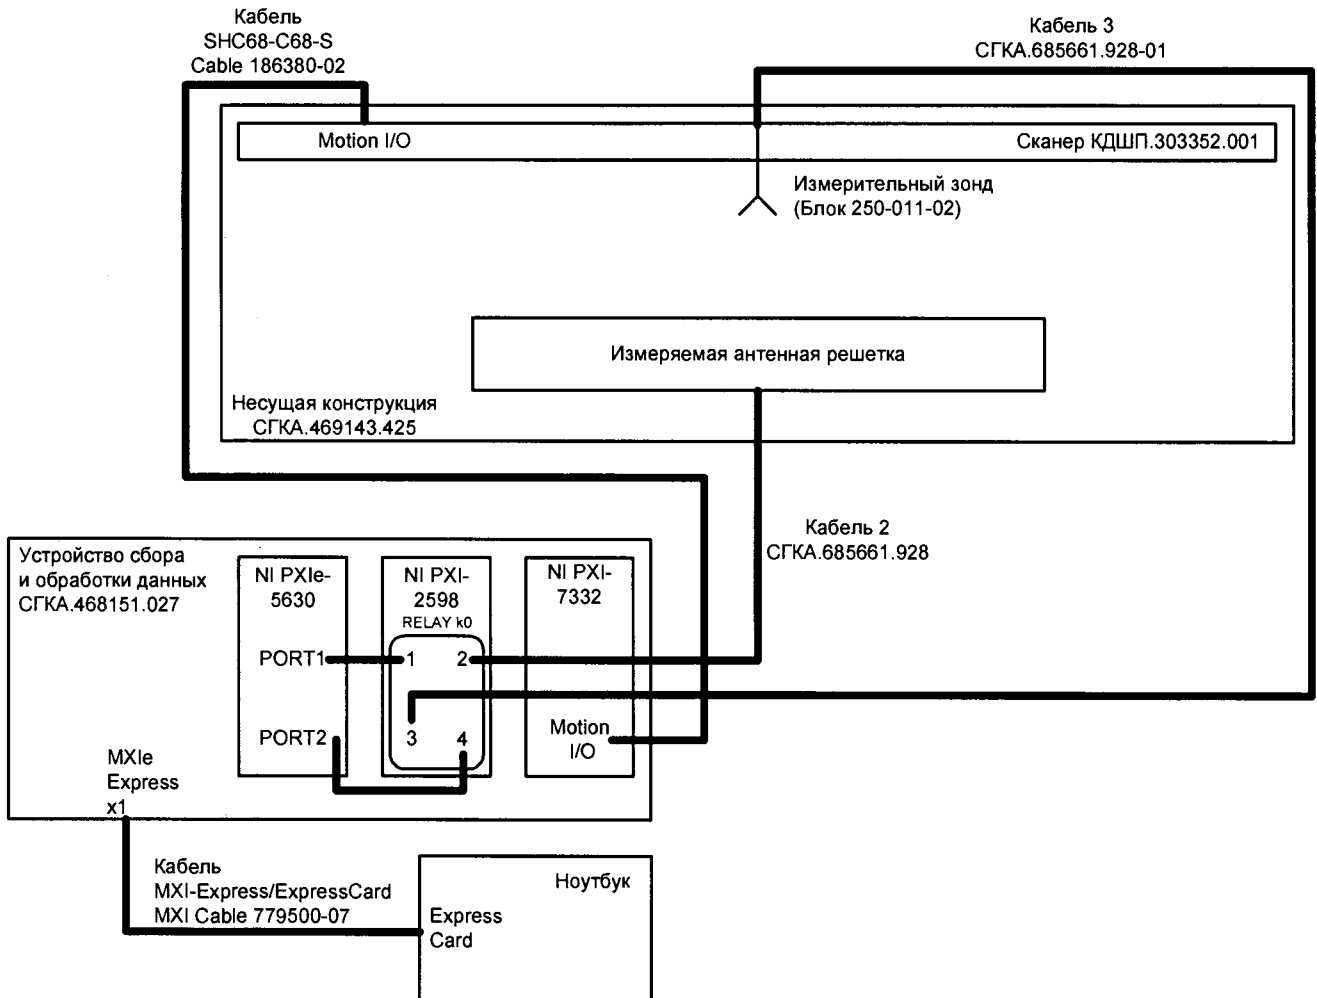 Кабель
SHC68-C68-S
Cable 186380-02
Кабель 3
СГКА.685661.928-01
Motion I/O
Сканер КДШП.303352.001
Измерительный зонд
(Блок 250-011-02)
Измеряемая антенная решетка
Несущая конструкция
СГКА.469143.425
Кабель 2
СГКА.685661.928
Устройство сбора
и обработки данных
СГКА.468151.027
NI PXIe-
5630
NI PXI-
2598
RELAY k0
NI PXI-
7332
PORT1
1
2
PORT2
3
4
Motion
I/O
MXIe
Express
x1
Кабель
MXI-Express/ExpressCard
MXI Cable 779500-07
Ноутбук
Express
Card